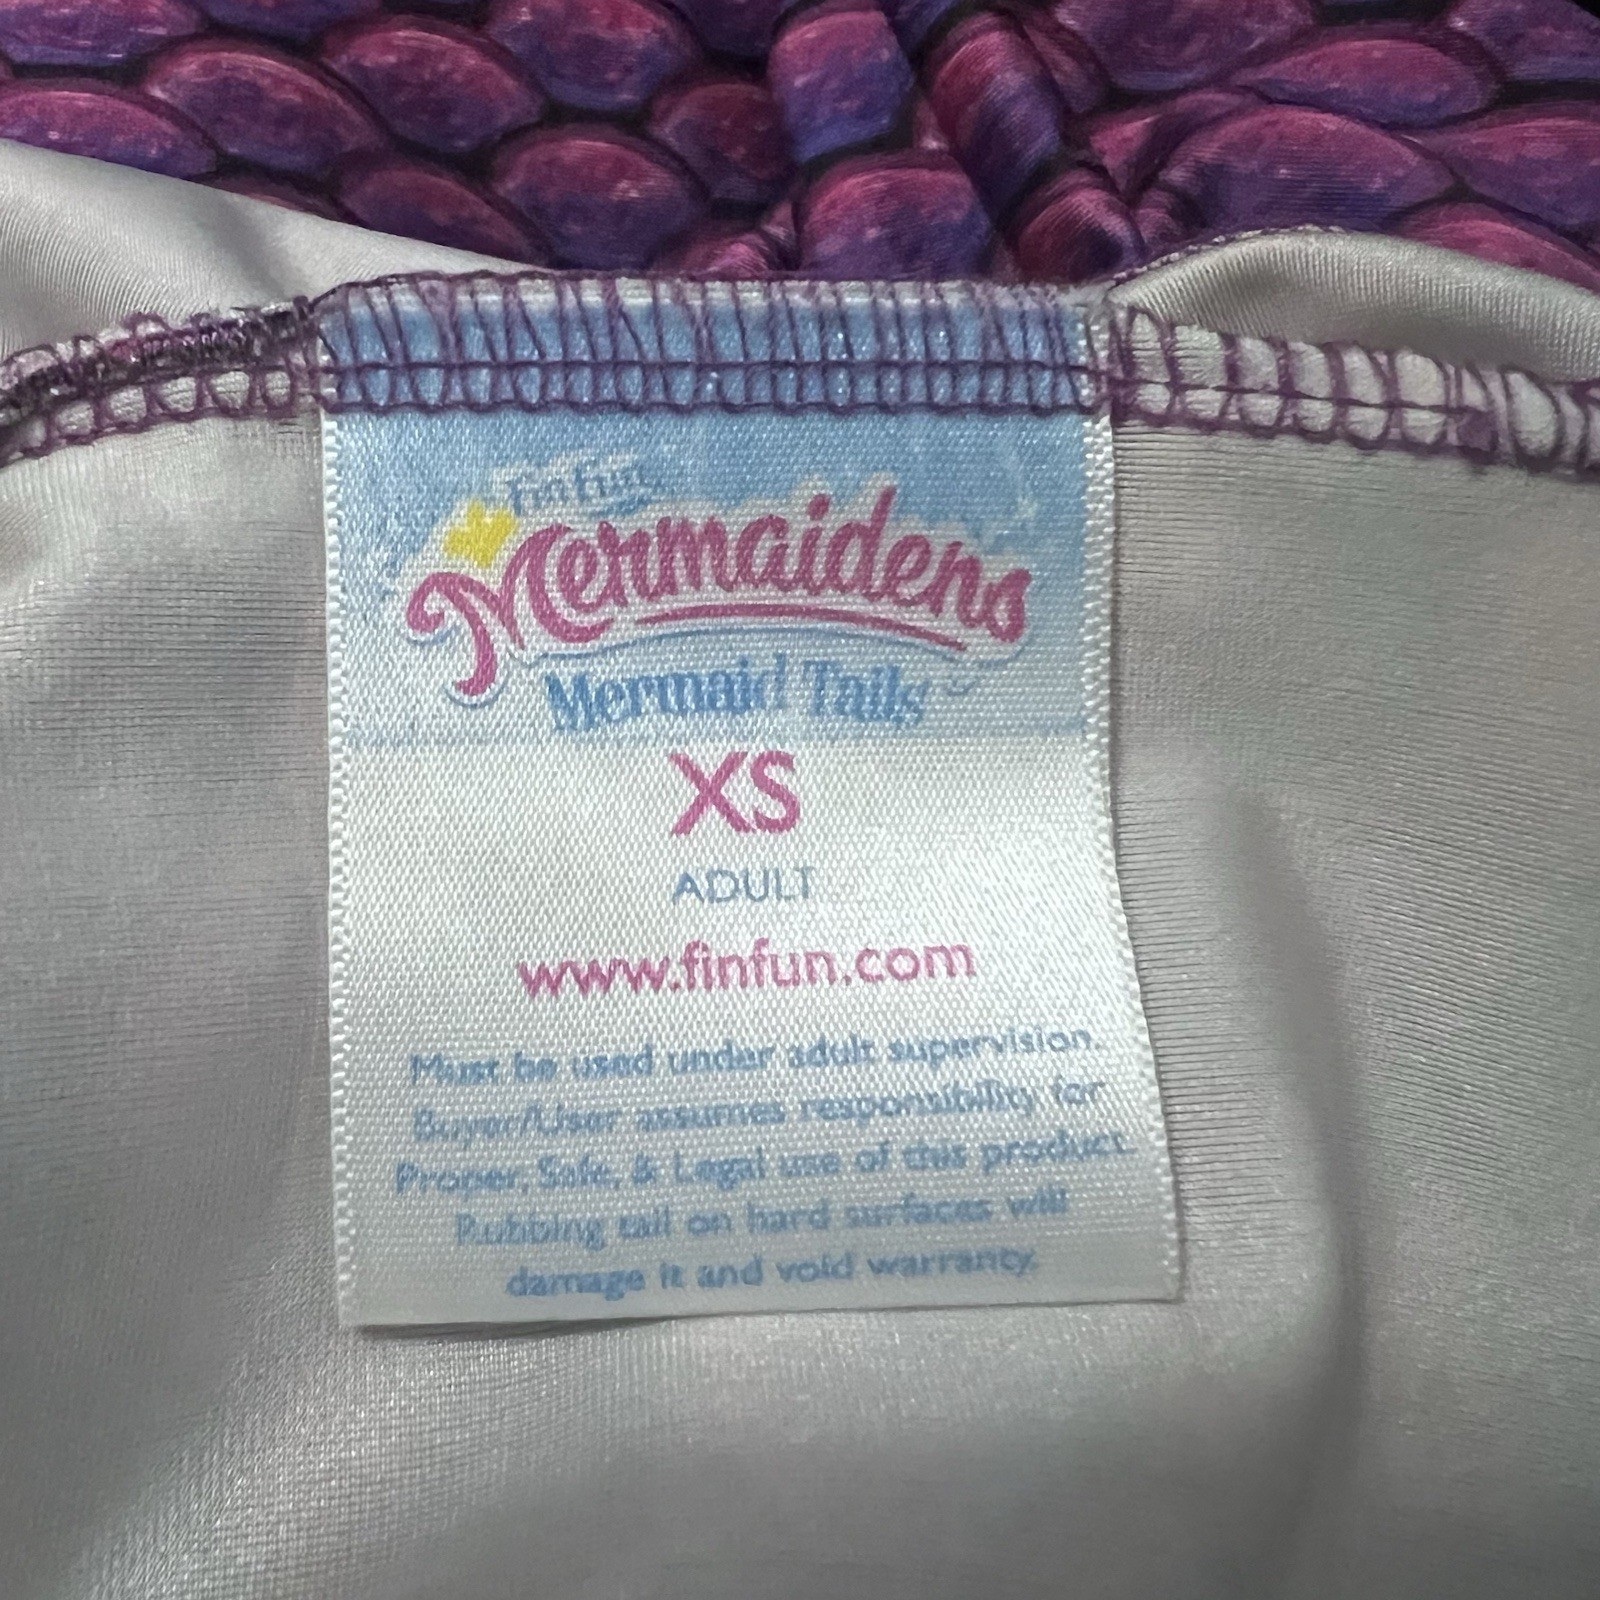 Fin Fun
Mermaidens
Mermaid Tails
XS
ADULT
www.finfun.com
Must be used under adult supervision.
Buyer/User assumes responsibility for
Proper, Safe, & Legal use of this product.
Rubbing tail on hard surfaces will
damage it and void warranty.